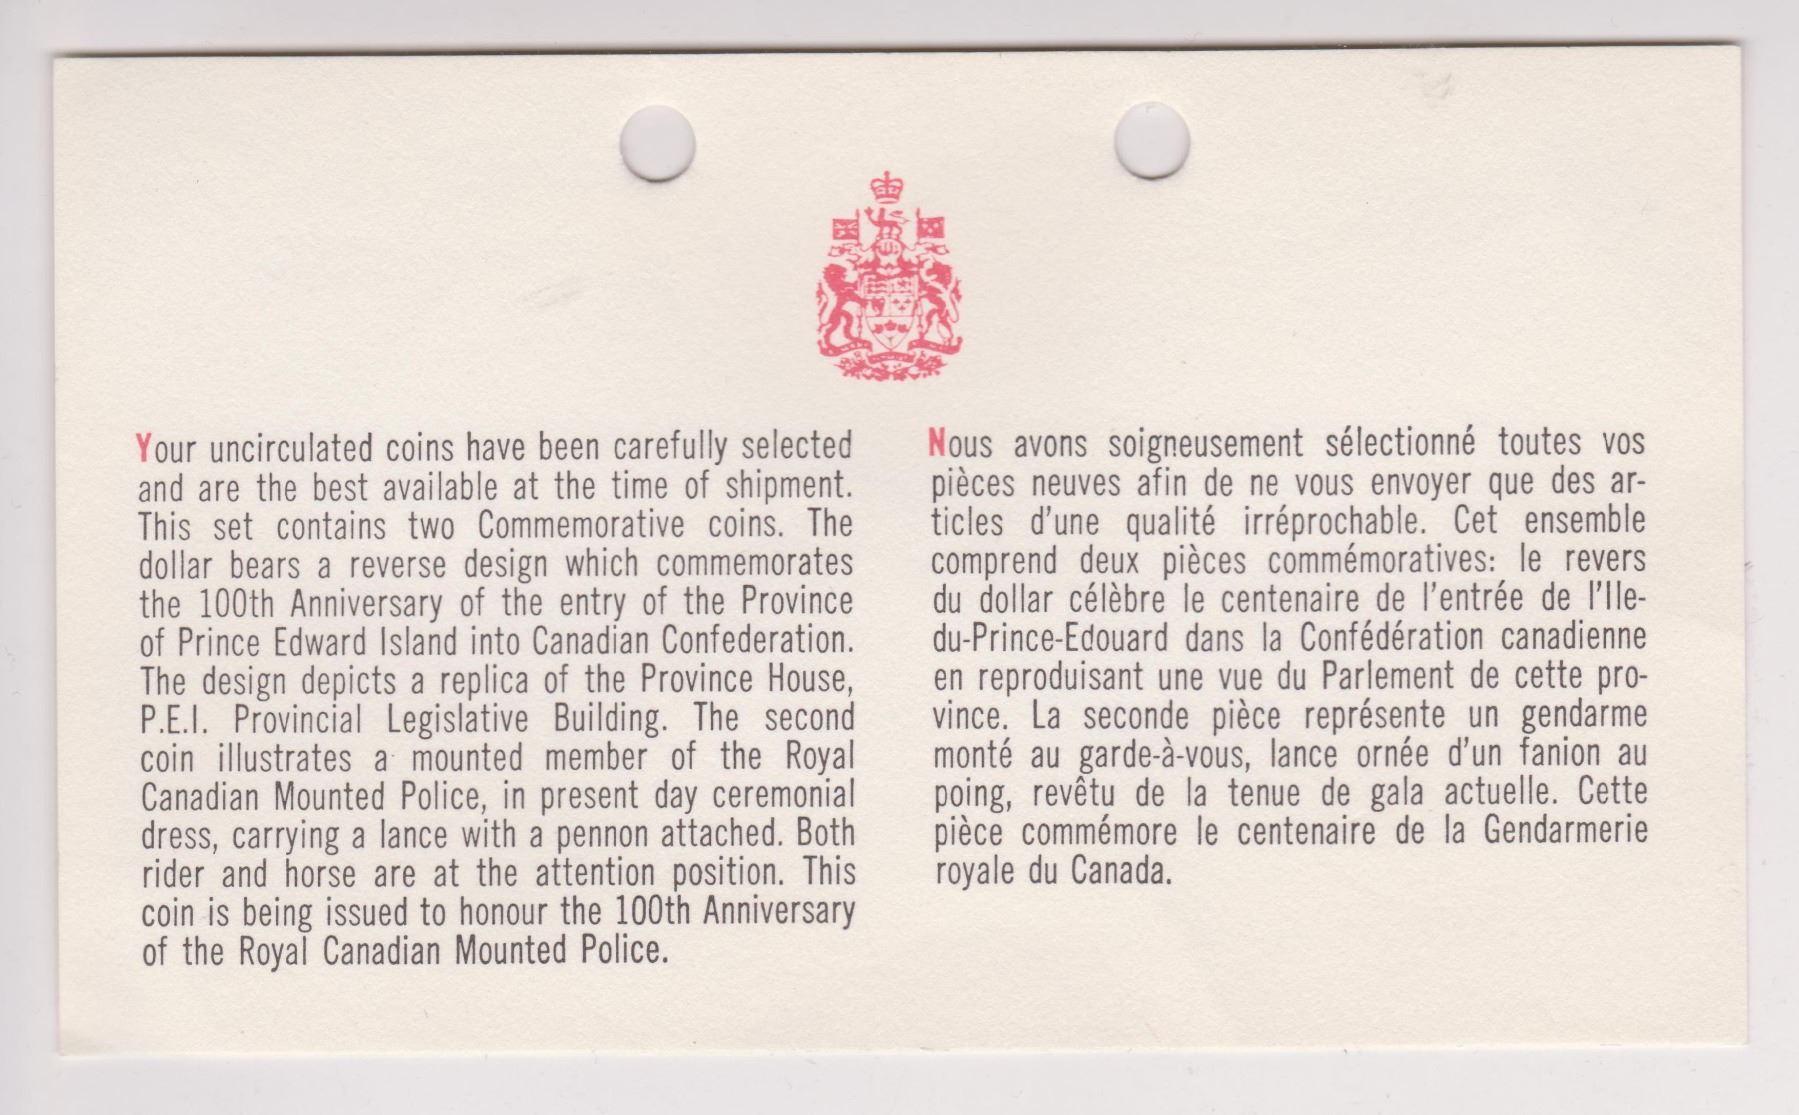 Your uncirculated coins have been carefully selected
and are the best available at the time of shipment.
This set contains two Commemorative coins. The
dollar bears a reverse design which commemorates
the 100th Anniversary of the entry of the Province
of Prince Edward Island into Canadian Confederation.
The design depicts a replica of the Province House,
P.E.I. Provincial Legislative Building. The second
coin illustrates a mounted member of the Royal
Canadian Mounted Police, in present day ceremonial
dress, carrying a lance with a pennon attached. Both
rider and horse are at the attention position. This
coin is being issued to honour the 100th Anniversary
of the Royal Canadian Mounted Police.
Nous avons soigneusement sélectionné toutes vos
pièces neuves afin de ne vous envoyer que des ar-
ticles d'une qualité irréprochable. Cet ensemble
comprend deux pièces commémoratives: le revers
du dollar célèbre le centenaire de l'entrée de l'Ile-
du-Prince-Edouard dans la Confédération canadienne
en reproduisant une vue du Parlement de cette pro-
vince. La seconde pièce représente un gendarme
monté au garde-à-vous, lance ornée d'un fanion au
poing, revêtu de la tenue de gala actuelle. Cette
pièce commémore le centenaire de la Gendarmerie
royale du Canada.